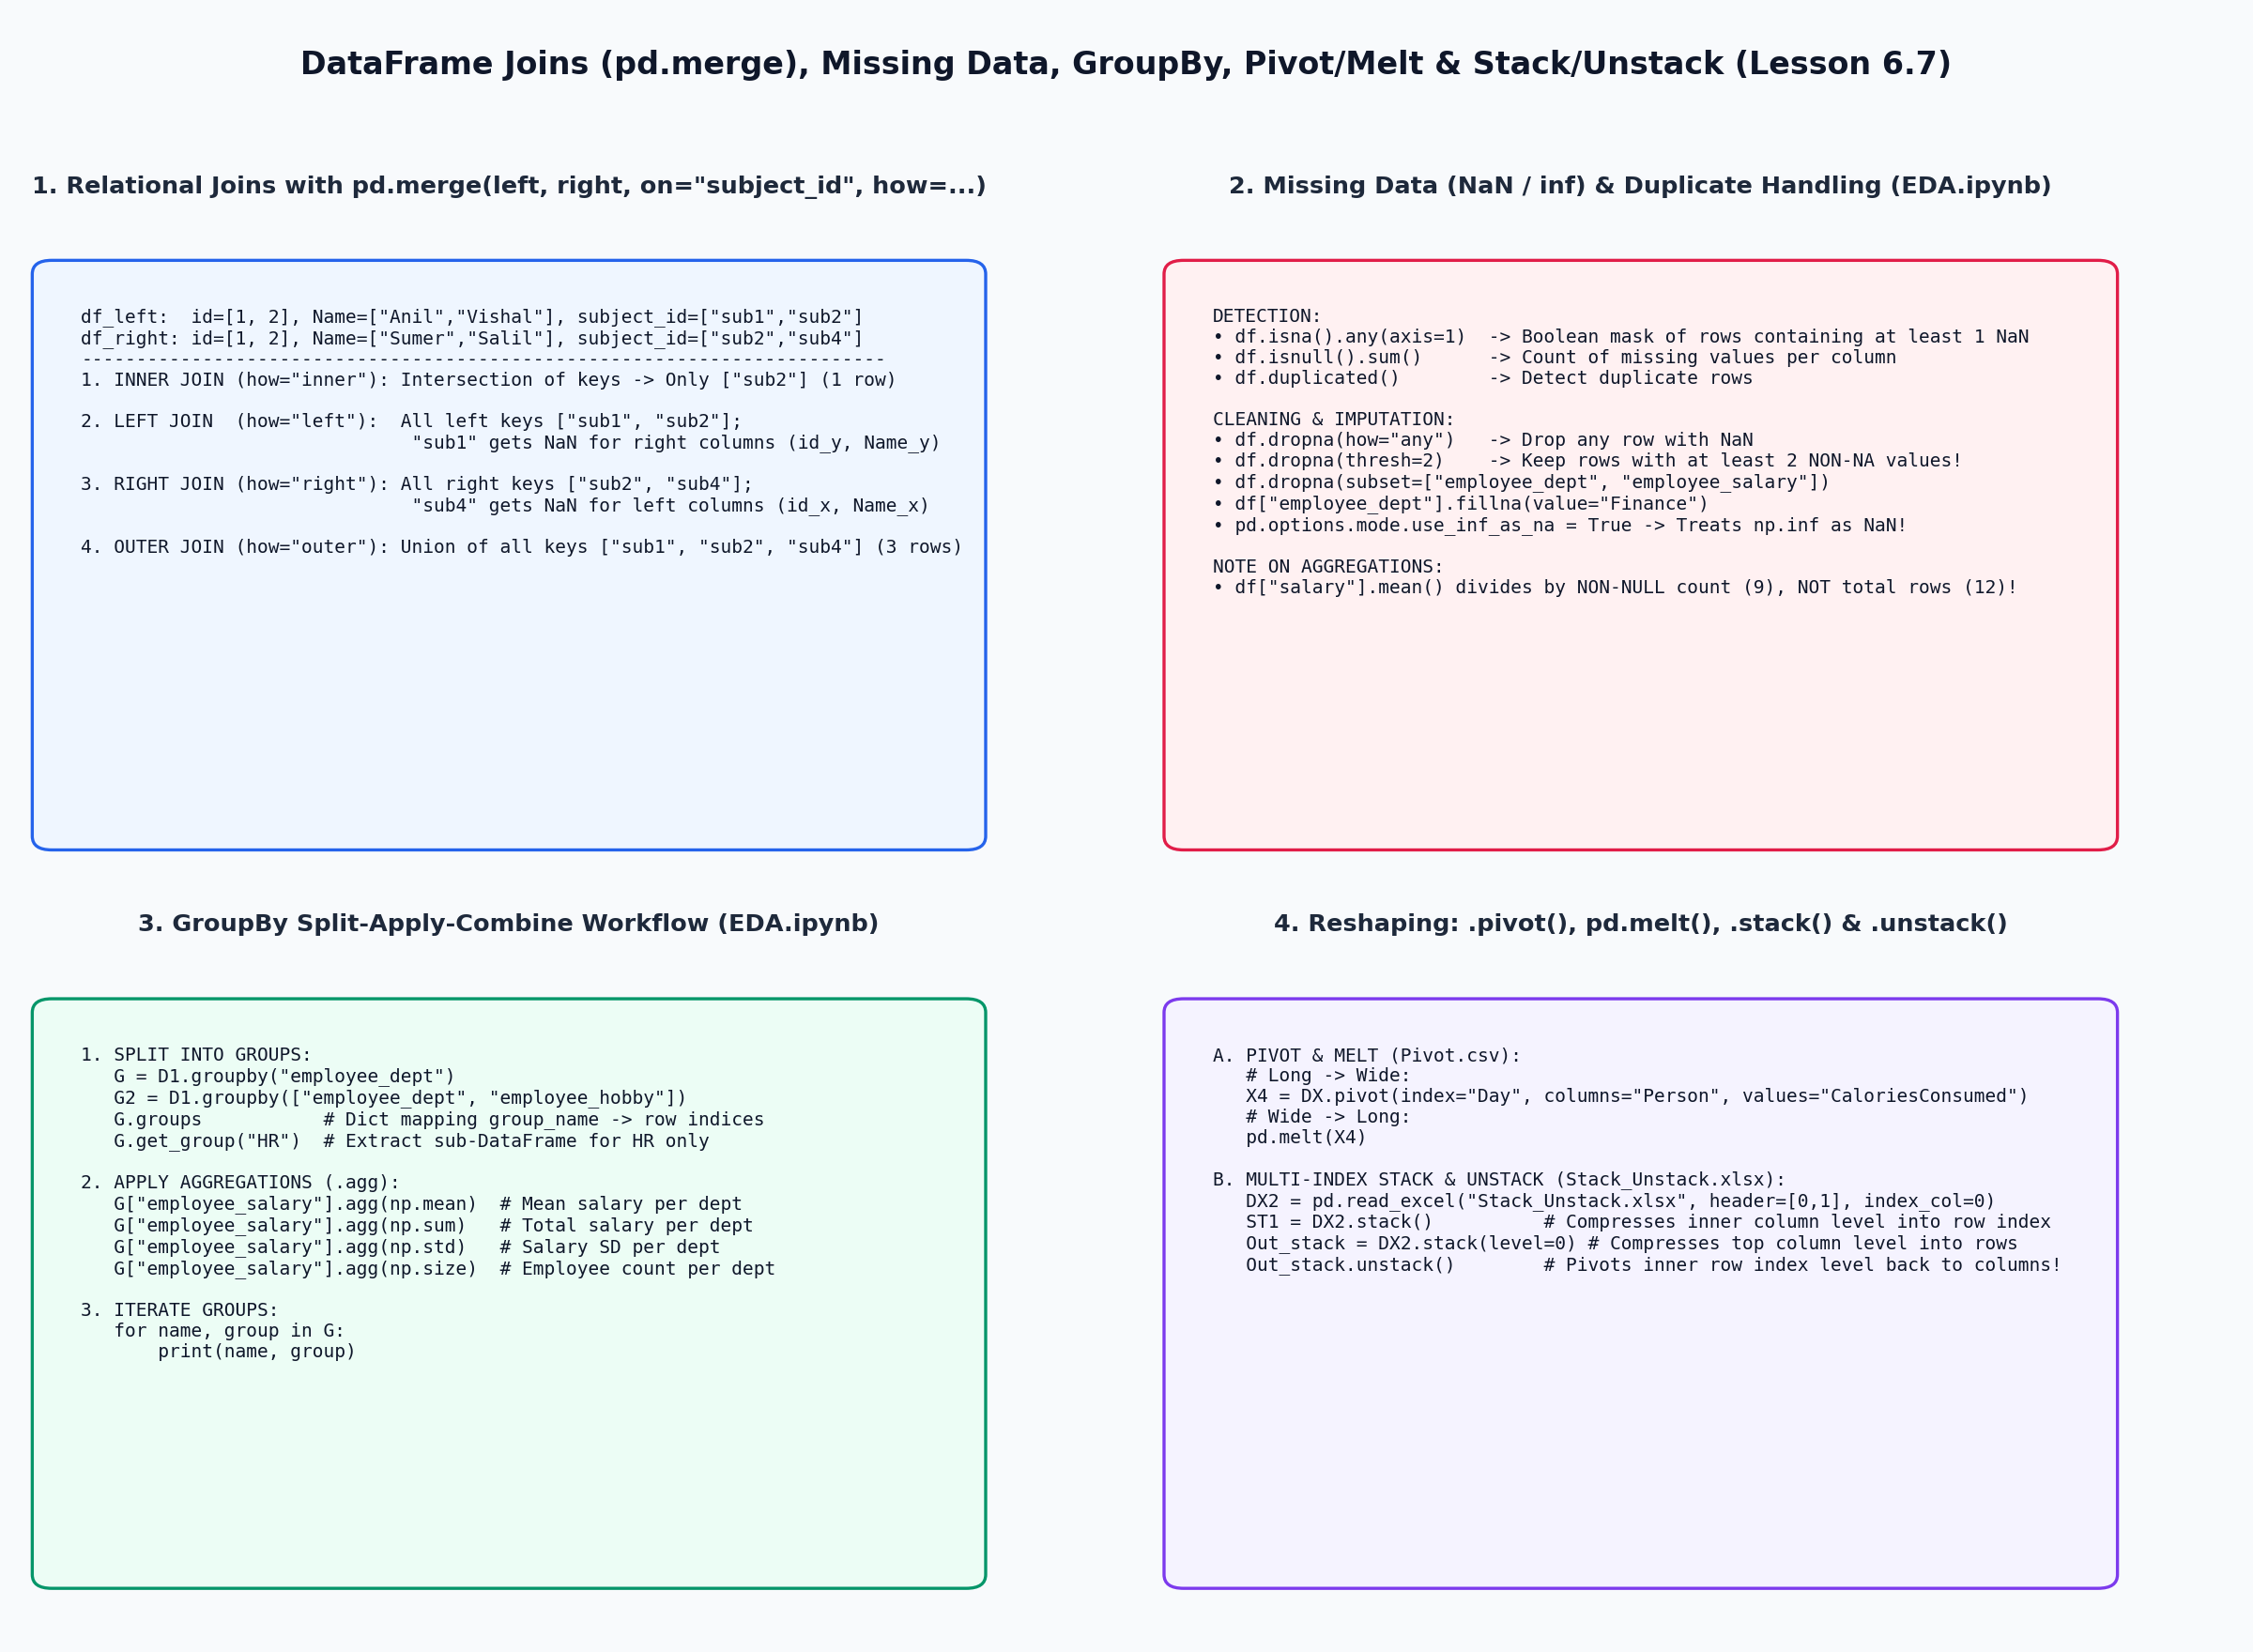 DataFrame Joins (pd.merge), Missing Data, GroupBy, Pivot/Melt & Stack/Unstack (Lesson 6.7)
1. Relational Joins with pd.merge(left, right, on="subject_id", how=...)
df_left:  id=[1, 2], Name=["Anil","Vishal"], subject_id=["sub1","sub2"]
df_right: id=[1, 2], Name=["Sumer","Salil"], subject_id=["sub2","sub4"]
-------------------------------------------------------------------------
1. INNER JOIN (how="inner"): Intersection of keys -> Only ["sub2"] (1 row)
2. LEFT JOIN  (how="left"):  All left keys ["sub1", "sub2"];
                              "sub1" gets NaN for right columns (id_y, Name_y)
3. RIGHT JOIN (how="right"): All right keys ["sub2", "sub4"];
                              "sub4" gets NaN for left columns (id_x, Name_x)
4. OUTER JOIN (how="outer"): Union of all keys ["sub1", "sub2", "sub4"] (3 rows)
2. Missing Data (NaN / inf) & Duplicate Handling (EDA.ipynb)
DETECTION:
• df.isna().any(axis=1)  -> Boolean mask of rows containing at least 1 NaN
• df.isnull().sum()      -> Count of missing values per column
• df.duplicated()        -> Detect duplicate rows
CLEANING & IMPUTATION:
• df.dropna(how="any")   -> Drop any row with NaN
• df.dropna(thresh=2)    -> Keep rows with at least 2 NON-NA values!
• df.dropna(subset=["employee_dept", "employee_salary"])
• df["employee_dept"].fillna(value="Finance")
• pd.options.mode.use_inf_as_na = True -> Treats np.inf as NaN!
NOTE ON AGGREGATIONS:
• df["salary"].mean() divides by NON-NULL count (9), NOT total rows (12)!
3. GroupBy Split-Apply-Combine Workflow (EDA.ipynb)
1. SPLIT INTO GROUPS:
   G = D1.groupby("employee_dept")
   G2 = D1.groupby(["employee_dept", "employee_hobby"])
   G.groups           # Dict mapping group_name -> row indices
   G.get_group("HR")  # Extract sub-DataFrame for HR only
2. APPLY AGGREGATIONS (.agg):
   G["employee_salary"].agg(np.mean)  # Mean salary per dept
   G["employee_salary"].agg(np.sum)   # Total salary per dept
   G["employee_salary"].agg(np.std)   # Salary SD per dept
   G["employee_salary"].agg(np.size)  # Employee count per dept
3. ITERATE GROUPS:
   for name, group in G:
       print(name, group)
4. Reshaping: .pivot(), pd.melt(), .stack() & .unstack()
A. PIVOT & MELT (Pivot.csv):
   # Long -> Wide:
   X4 = DX.pivot(index="Day", columns="Person", values="CaloriesConsumed")
   # Wide -> Long:
   pd.melt(X4)
B. MULTI-INDEX STACK & UNSTACK (Stack_Unstack.xlsx):
   DX2 = pd.read_excel("Stack_Unstack.xlsx", header=[0,1], index_col=0)
   ST1 = DX2.stack()          # Compresses inner column level into row index
   Out_stack = DX2.stack(level=0) # Compresses top column level into rows
   Out_stack.unstack()        # Pivots inner row index level back to columns!